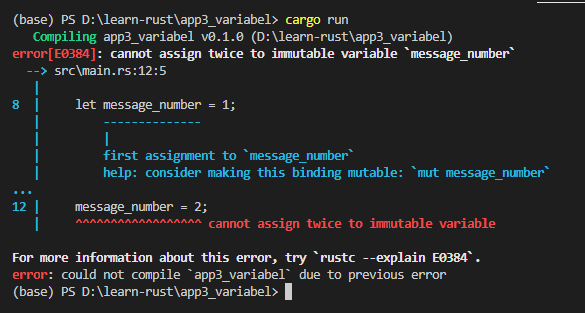 (base) PS D:\learn-rust\app3_variabel> cargo run
   Compiling app3_variabel v0.1.0 (D:\learn-rust\app3_variabel)
error[E0384]: cannot assign twice to immutable variable `message_number`
  --> src\main.rs:12:5
   |
8  |     let message_number = 1;
   |         --------------
   |         |
   |         first assignment to `message_number`
   |         help: consider making this binding mutable: `mut message_number`
...
12 |     message_number = 2;
   |     ^^^^^^^^^^^^^^^^^^ cannot assign twice to immutable variable

For more information about this error, try `rustc --explain E0384`.
error: could not compile `app3_variabel` due to previous error
(base) PS D:\learn-rust\app3_variabel>